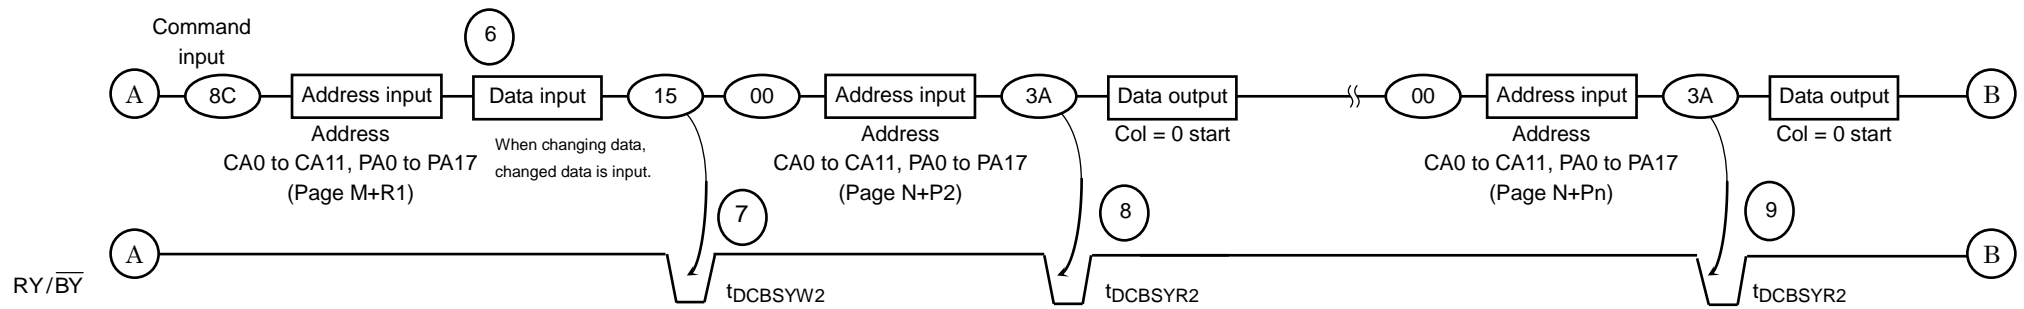 Command
input
6
A 8C Address input Data input 15 00 Address input 3A Data output 00 Address input 3A Data output B
Address
CA0 to CA11, PA0 to PA17
(Page M+R1)
When changing data,
changed data is input.
Address
CA0 to CA11, PA0 to PA17
(Page N+P2)
Col = 0 start
Address
CA0 to CA11, PA0 to PA17
(Page N+Pn)
Col = 0 start
7
8
9
A
B
RY/BY
tDCBSYW2
tDCBSYR2
tDCBSYR2